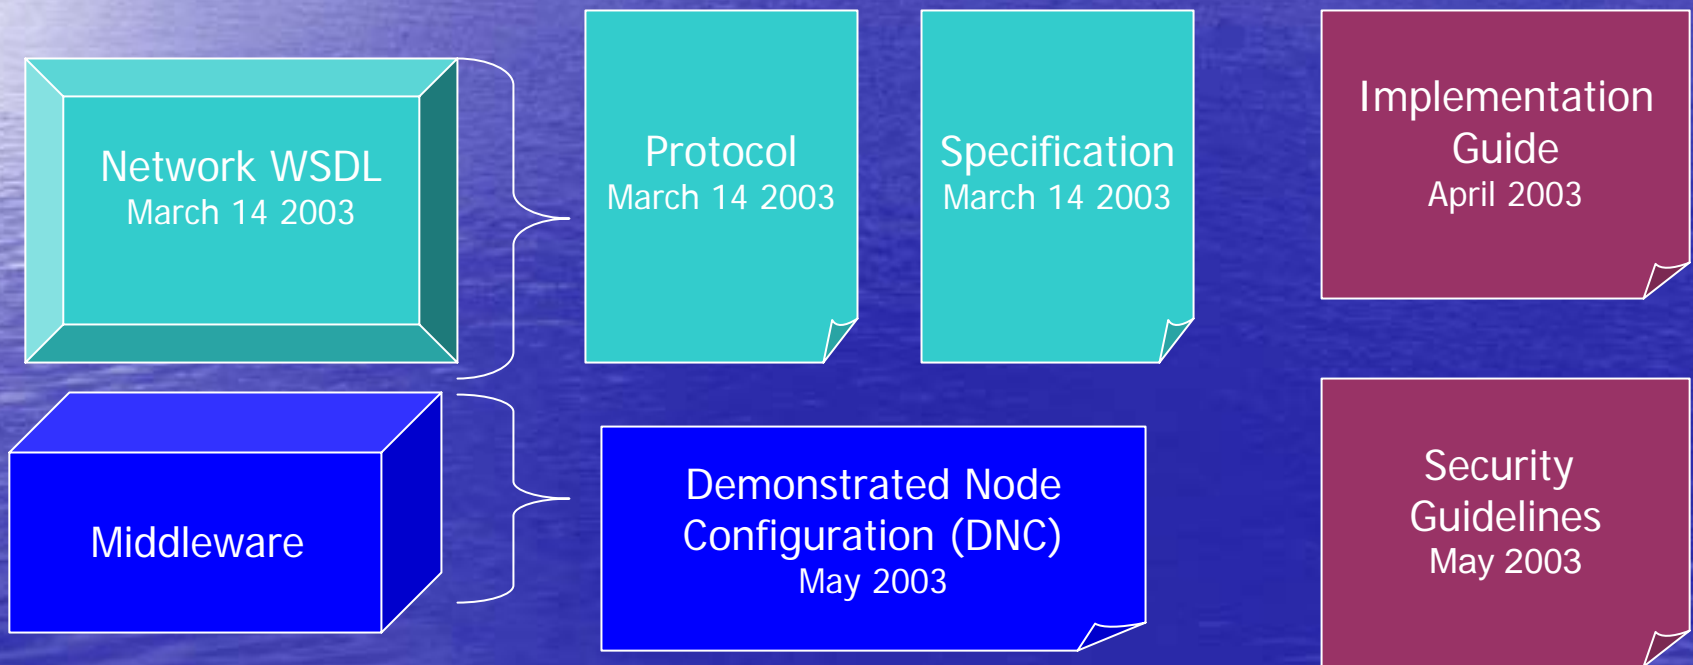 Network WSDL
March 14 2003
Protocol
March 14 2003
Specification
March 14 2003
Implementation
Guide
April 2003
Middleware
Demonstrated Node
Configuration (DNC)
May 2003
Security
Guidelines
May 2003